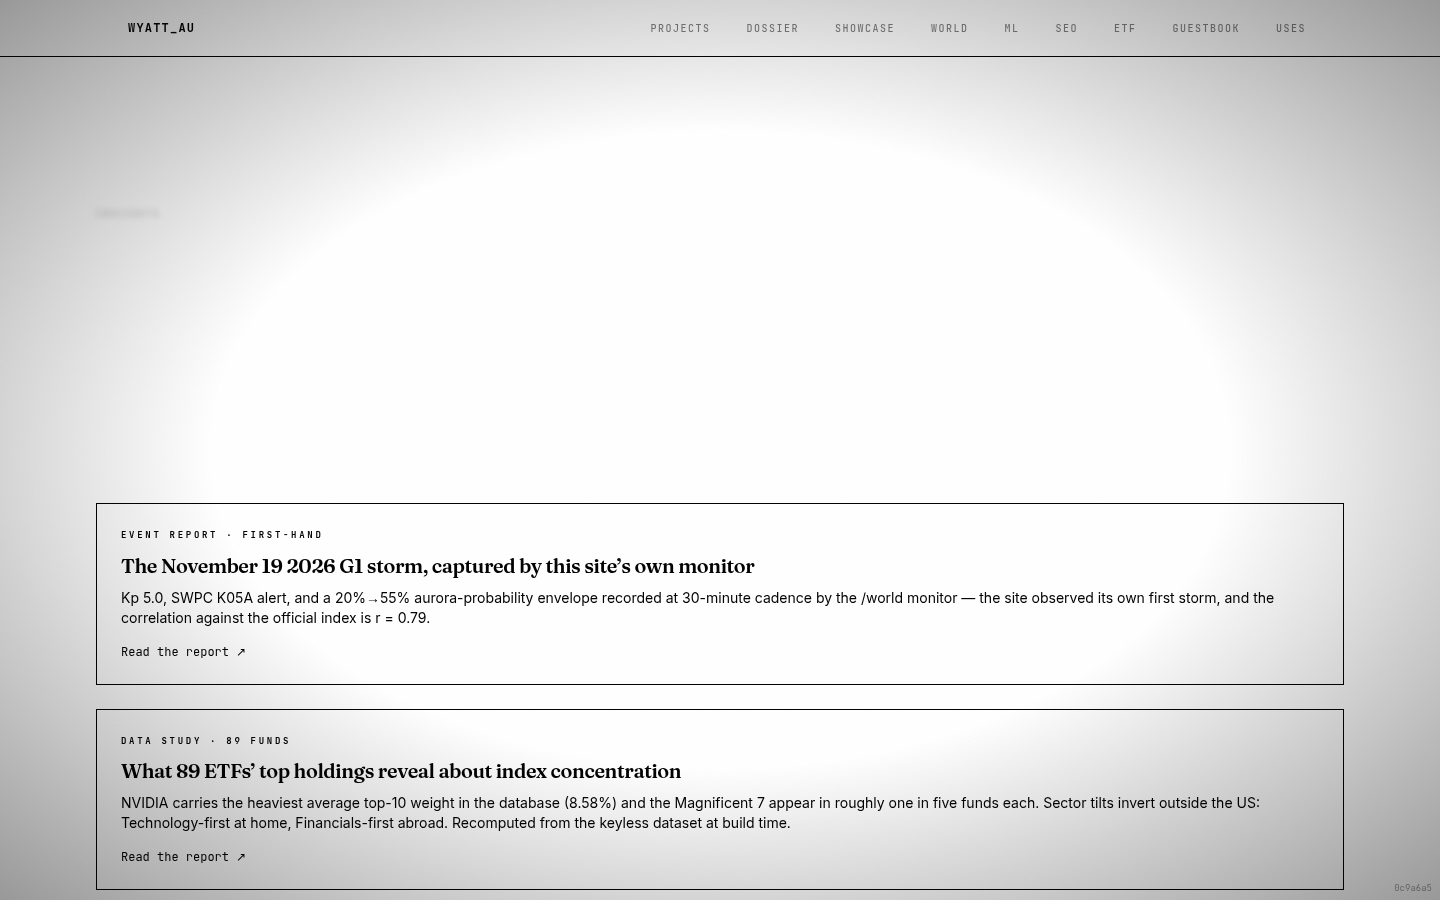 WYATT_AU
PROJECTS DOSSIER SHOWCASE WORLD ML SEO ETF GUESTBOOK USES
EVENT REPORT · FIRST-HAND
The November 19 2026 G1 storm, captured by this site’s own monitor
Kp 5.0, SWPC K05A alert, and a 20%→55% aurora-probability envelope recorded at 30-minute cadence by the /world monitor — the site observed its own first storm, and the
correlation against the official index is r = 0.79.
Read the report ↗
DATA STUDY · 89 FUNDS
What 89 ETFs’ top holdings reveal about index concentration
NVIDIA carries the heaviest average top-10 weight in the database (8.58%) and the Magnificent 7 appear in roughly one in five funds each. Sector tilts invert outside the US:
Technology-first at home, Financials-first abroad. Recomputed from the keyless dataset at build time.
Read the report ↗
0c9a6a5